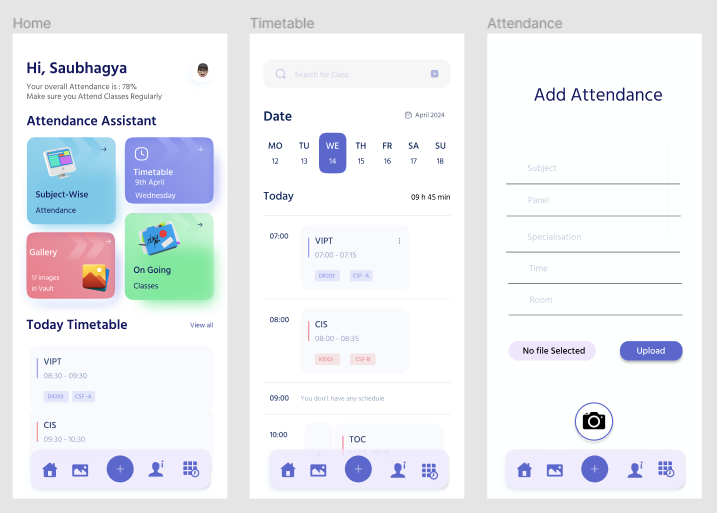 Home
Hi, Saubhagya
Your overall Attendance is : 78%
Make sure you Attend Classes Regularly
Attendance Assistant
Subject-Wise
Attendance
Timetable
9th April
Wednesday
Gallery
17 Images
in Vault
On Going
Classes
Today Timetable
View all
VIPT
08:30 - 09:30
DR203
CSF -A
CIS
09:30 - 10:30
Timetable
Search for Class
Date
April 2024
MO TU WE TH FR SA SU
12 13 14 15 16 17 18
Today
09 h 45 min
07:00
VIPT
07:00 - 07:15
DR203
CSF -A
08:00
CIS
08:00 - 08:35
KS103
CSF-B
09:00
You don't have any schedule
10:00
TOC
Attendance
Add Attendance
Subject
Panel
Specialisation
Time
Room
No file Selected
Upload